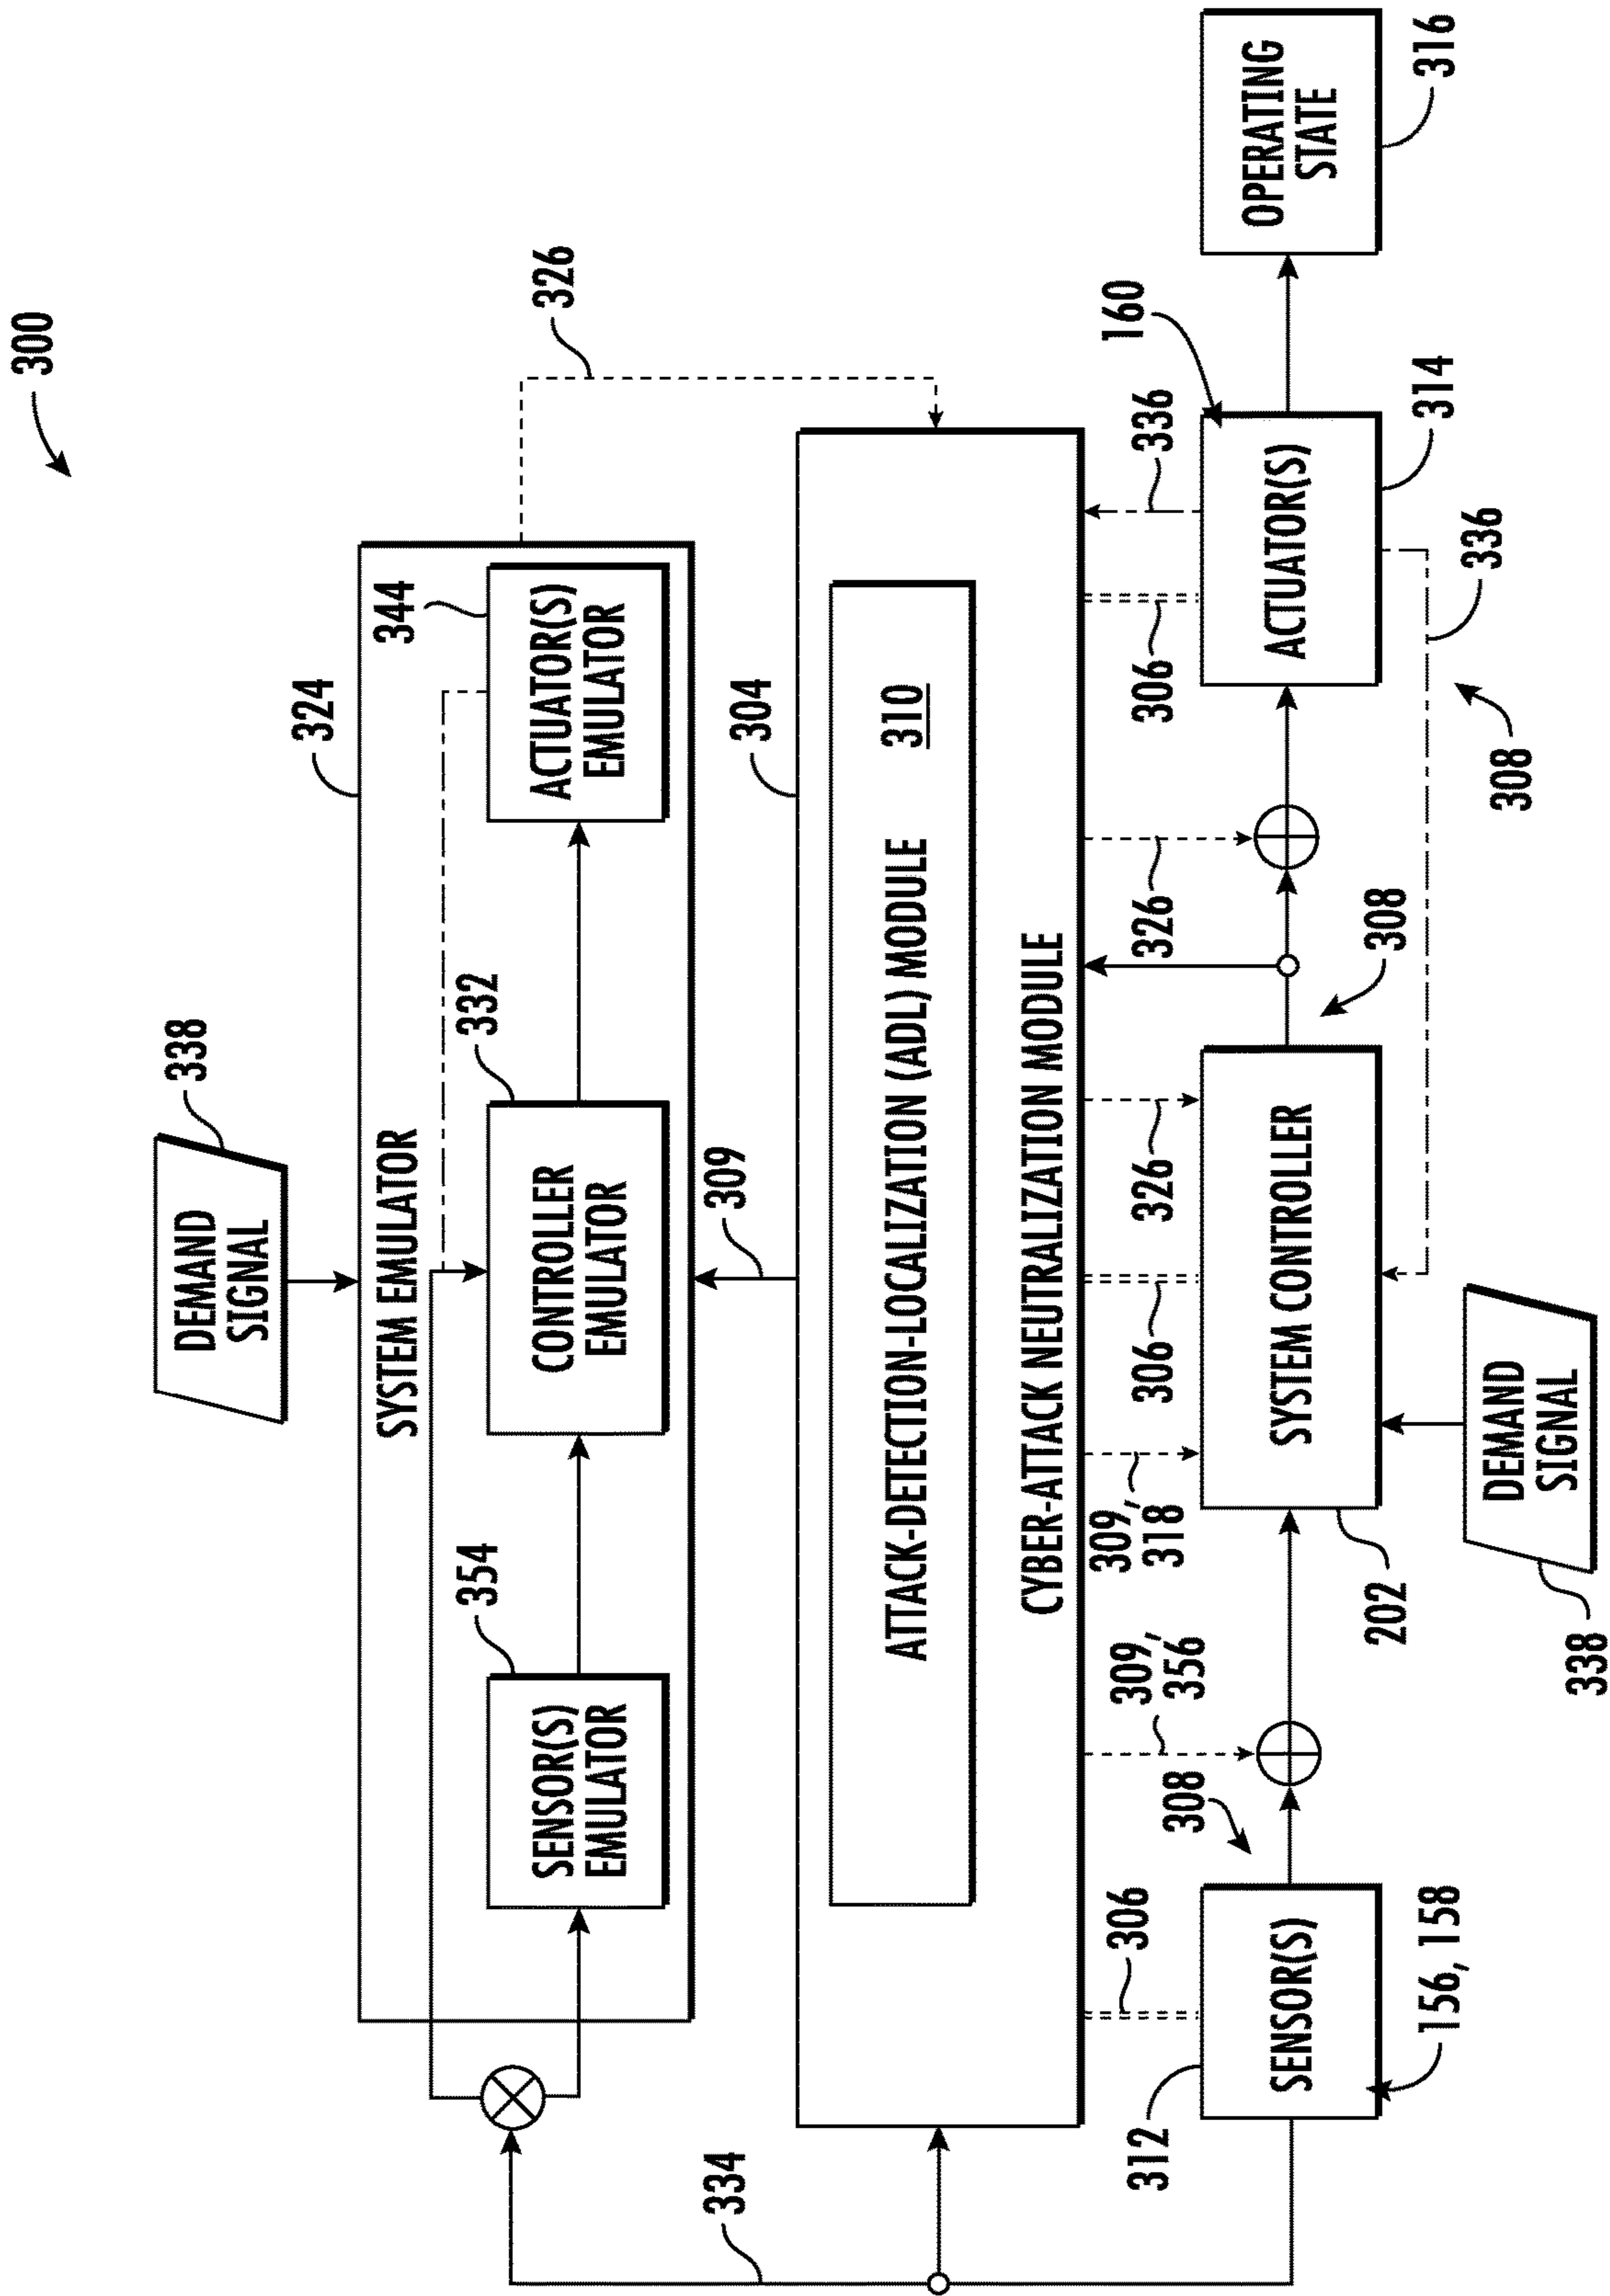 300
338
DEMAND
SIGNAL
324
SYSTEM EMULATOR
354
SENSOR(S)
EMULATOR
332
CONTROLLER
EMULATOR
344
ACTUATOR(S)
EMULATOR
326
334
309
304
ATTACK-DETECTION-LOCALIZATION (ADL) MODULE 310
CYBER-ATTACK NEUTRALIZATION MODULE
306
309,
356
309,
318
306
326
326
306
336
160
312
SENSOR(S)
156, 158
308
SYSTEM CONTROLLER
202
308
ACTUATOR(S)
314
OPERATING
STATE
316
336
308
DEMAND
SIGNAL
338